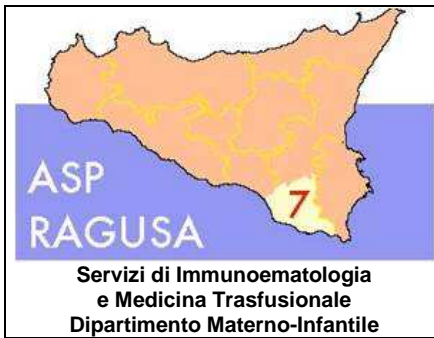 7
ASP
RAGUSA
Servizi di Immunoematologia
e Medicina Trasfusionale
Dipartimento Materno-Infantile